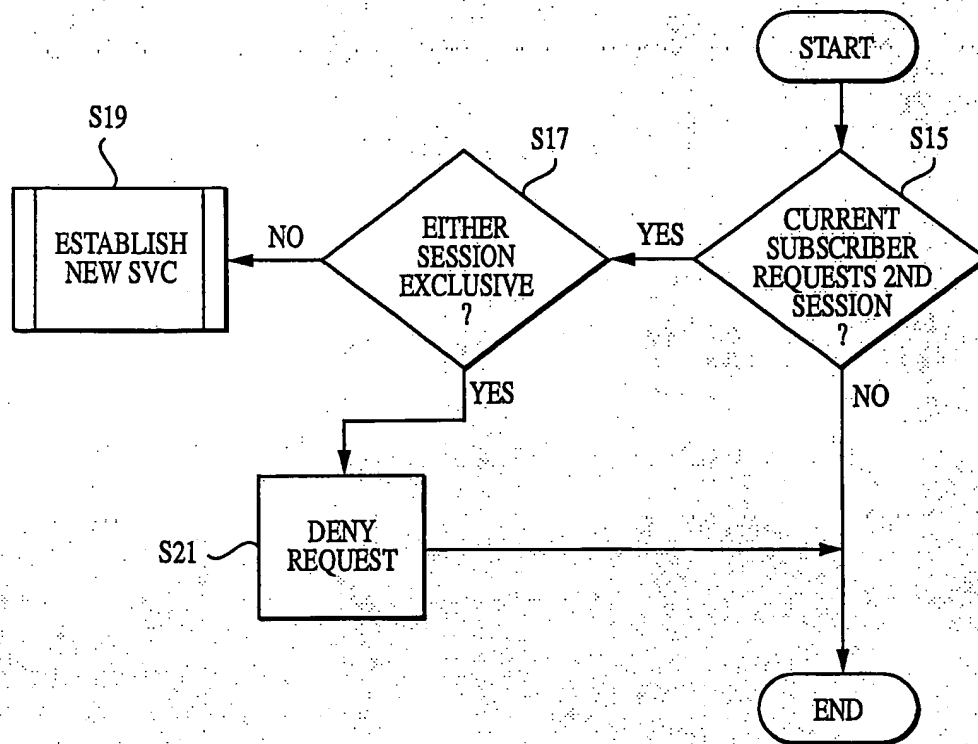 START
S19
S17
S15
ESTABLISH
NEW SVC
NO
EITHER
SESSION
EXCLUSIVE
?
YES
CURRENT
SUBSCRIBER
REQUESTS 2ND
SESSION
?
YES
NO
S21
DENY
REQUEST
END